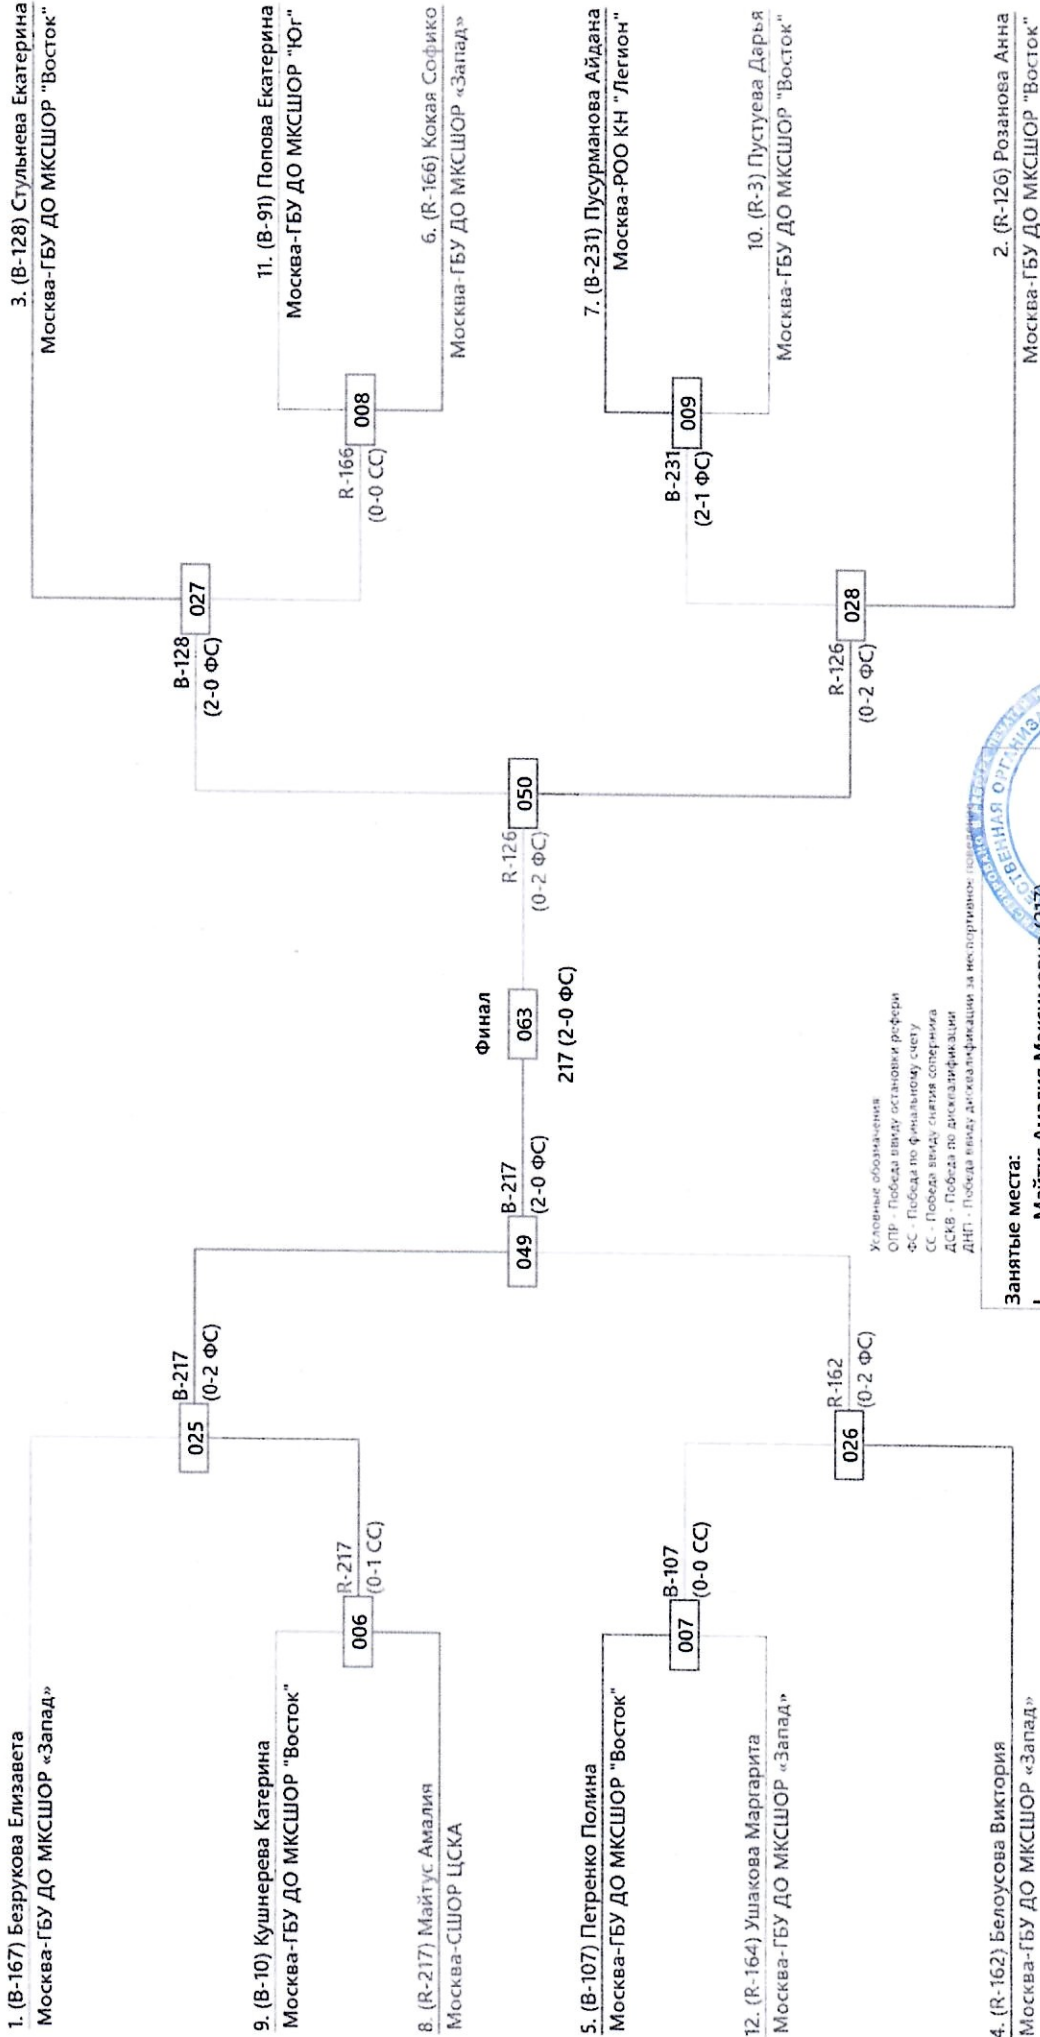 1. (B-167) Безрукова Елизавета
Москва-ГБУ ДО МКСШОР «Запад»
9. (B-10) Кушнерева Катерина
Москва-ГБУ ДО МКСШОР "Восток"
8. (R-217) Майтус Амалия
Москва-СШОР ЦСКА
5. (B-107) Петренко Полина
Москва-ГБУ ДО МКСШОР "Восток"
12. (R-164) Ушакова Маргарита
Москва-ГБУ ДО МКСШОР «Запад»
4. (R-162) Белоусова Виктория
Москва-ГБУ ДО МКСШОР «Запад»
006
R-217
(0-1 СС)
007
B-107
(0-0 СС)
025
B-217
(0-2 ФС)
026
R-162
(0-2 ФС)
049
B-217
(2-0 ФС)
Финал
063
217 (2-0 ФС)
R-126
(0-2 ФС)
050
B-128
(2-0 ФС)
027
R-126
(0-2 ФС)
028
R-166
(0-0 СС)
008
B-231
(2-1 ФС)
009
3. (B-128) Стульнева Екатерина
Москва-ГБУ ДО МКСШОР "Восток"
11. (B-91) Попова Екатерина
Москва-ГБУ ДО МКСШОР "Юг"
6. (R-166) Кокая Софико
Москва-ГБУ ДО МКСШОР «Запад»
7. (B-231) Пусурманова Айдана
Москва-РОО КН "Легион"
10. (R-3) Пустуева Дарья
Москва-ГБУ ДО МКСШОР "Восток"
2. (R-126) Розанова Анна
Москва-ГБУ ДО МКСШОР "Восток"
Условные обозначения
ОПР - Победа ввиду остановки рефери
ФС - Победа по финальному счету
СС - Победа ввиду снятия соперника
ДСКВ - Победа по дисквалификации
ДНП - Победа ввиду дисквалификации за неспортивное поведение
Занятые места:
Майтус Амалия Максимовна (217)